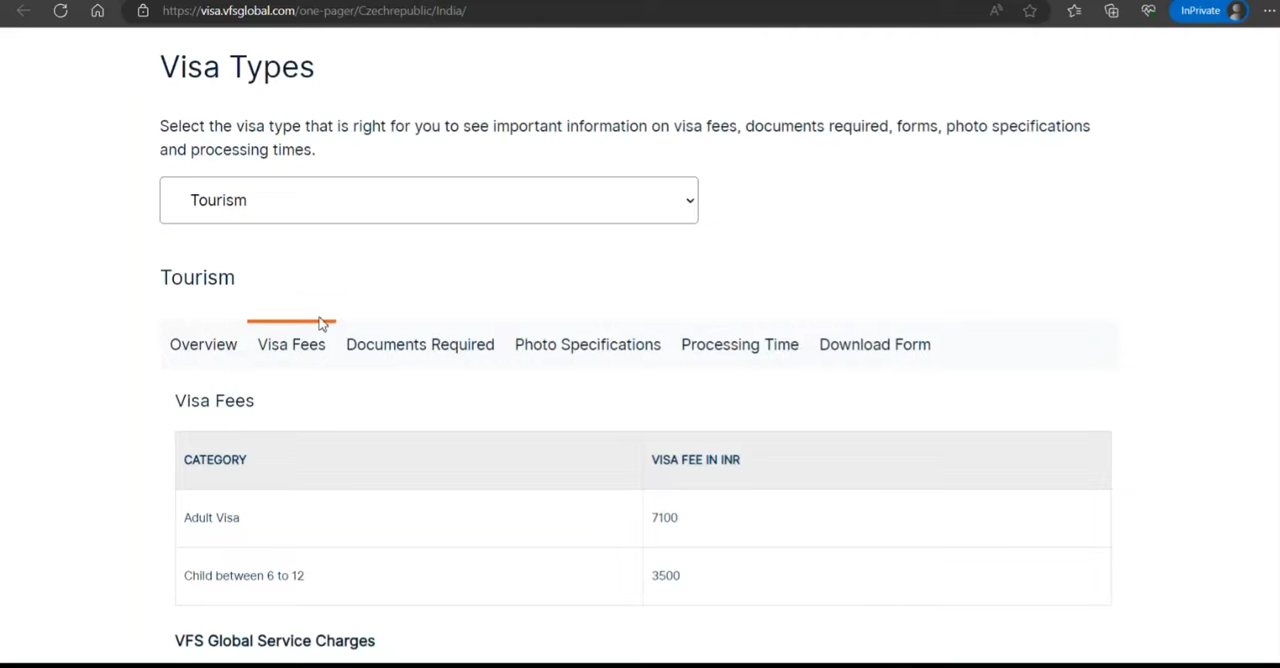 https://visa.vfsglobal.com/one-pager/Czechrepublic/India/
InPrivate
Visa Types
Select the visa type that is right for you to see important information on visa fees, documents required, forms, photo specifications
and processing times.
Tourism
Tourism
Overview Visa Fees Documents Required Photo Specifications Processing Time Download Form
Visa Fees
CATEGORY VISA FEE IN INR
Adult Visa 7100
Child between 6 to 12 3500
VFS Global Service Charges